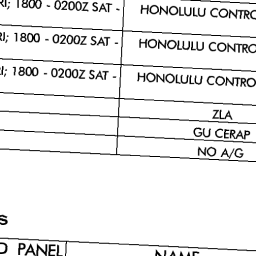 RI; 1800 - 0200Z SAT - HONOLULU CONTRO
RI; 1800 - 0200Z SAT - HONOLULU CONTRO
RI; 1800 - 0200Z SAT - HONOLULU CONTRO
ZLA
GU CERAP
NO A/G
S
D PANEL NAME